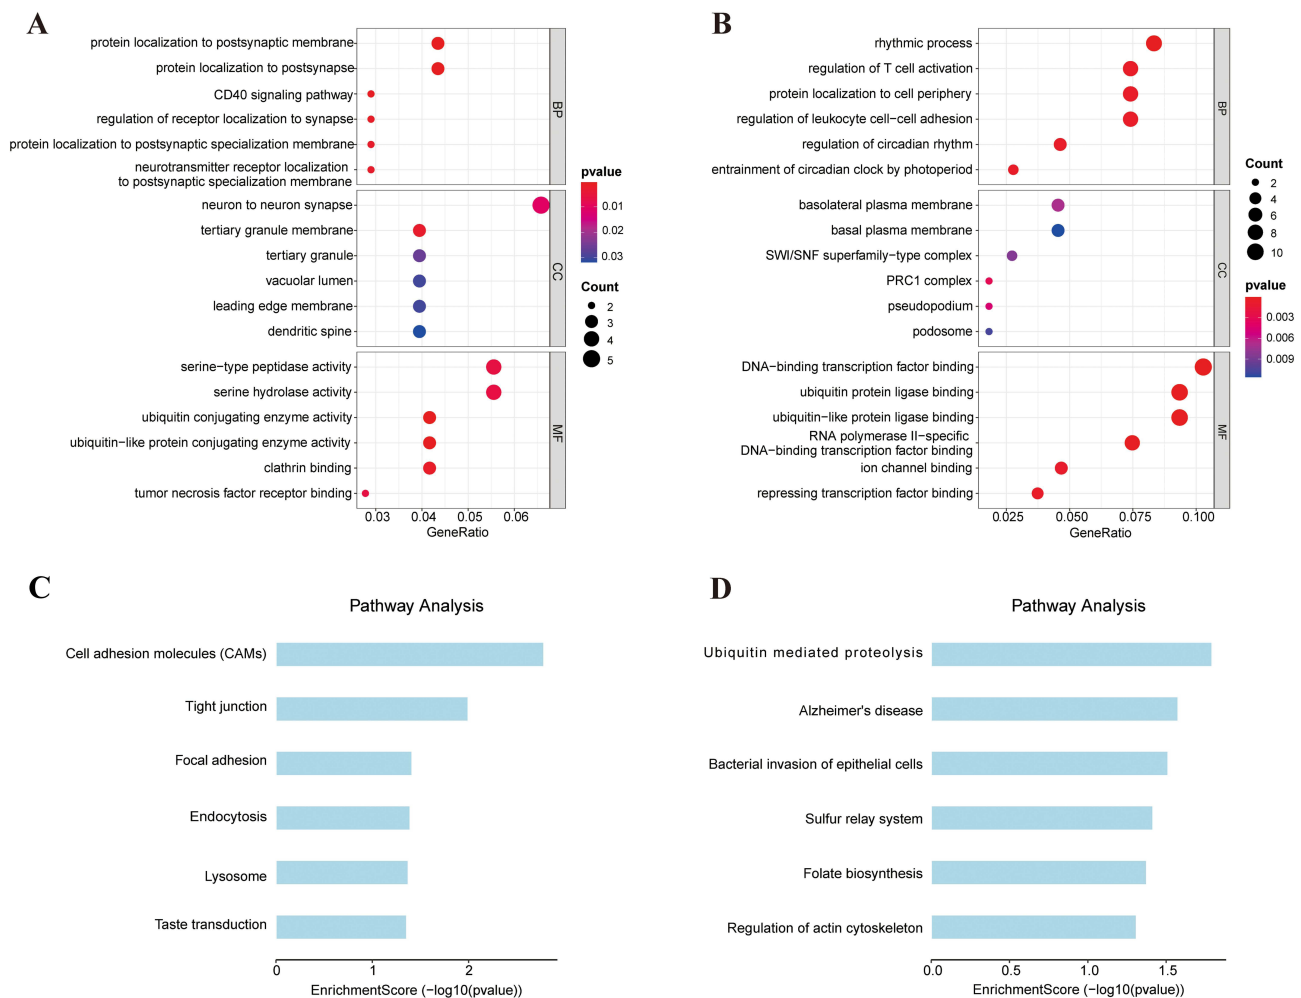 A
protein localization to postsynaptic membrane
protein localization to postsynapse
CD40 signaling pathway
regulation of receptor localization to synapse
protein localization to postsynaptic specialization membrane
neurotransmitter receptor localization
to postsynaptic specialization membrane
BP
neuron to neuron synapse
tertiary granule membrane
tertiary granule
vacuolar lumen
leading edge membrane
dendritic spine
CC
serine−type peptidase activity
serine hydrolase activity
ubiquitin conjugating enzyme activity
ubiquitin−like protein conjugating enzyme activity
clathrin binding
tumor necrosis factor receptor binding
MF
0.03 0.04 0.05 0.06
GeneRatio
pvalue
0.01
0.02
0.03
Count
2
3
4
5
B
rhythmic process
regulation of T cell activation
protein localization to cell periphery
regulation of leukocyte cell−cell adhesion
regulation of circadian rhythm
entrainment of circadian clock by photoperiod
BP
basolateral plasma membrane
basal plasma membrane
SWI/SNF superfamily−type complex
PRC1 complex
pseudopodium
podosome
CC
DNA−binding transcription factor binding
ubiquitin protein ligase binding
ubiquitin−like protein ligase binding
RNA polymerase II−specific
DNA−binding transcription factor binding
ion channel binding
repressing transcription factor binding
MF
0.025 0.050 0.075 0.100
GeneRatio
Count
2
4
6
8
10
pvalue
0.003
0.006
0.009
C
Pathway Analysis
Cell adhesion molecules (CAMs)
Tight junction
Focal adhesion
Endocytosis
Lysosome
Taste transduction
0 1 2
EnrichmentScore (−log10(pvalue))
D
Pathway Analysis
Ubiquitin mediated proteolysis
Alzheimer's disease
Bacterial invasion of epithelial cells
Sulfur relay system
Folate biosynthesis
Regulation of actin cytoskeleton
0.0 0.5 1.0 1.5
EnrichmentScore (−log10(pvalue))